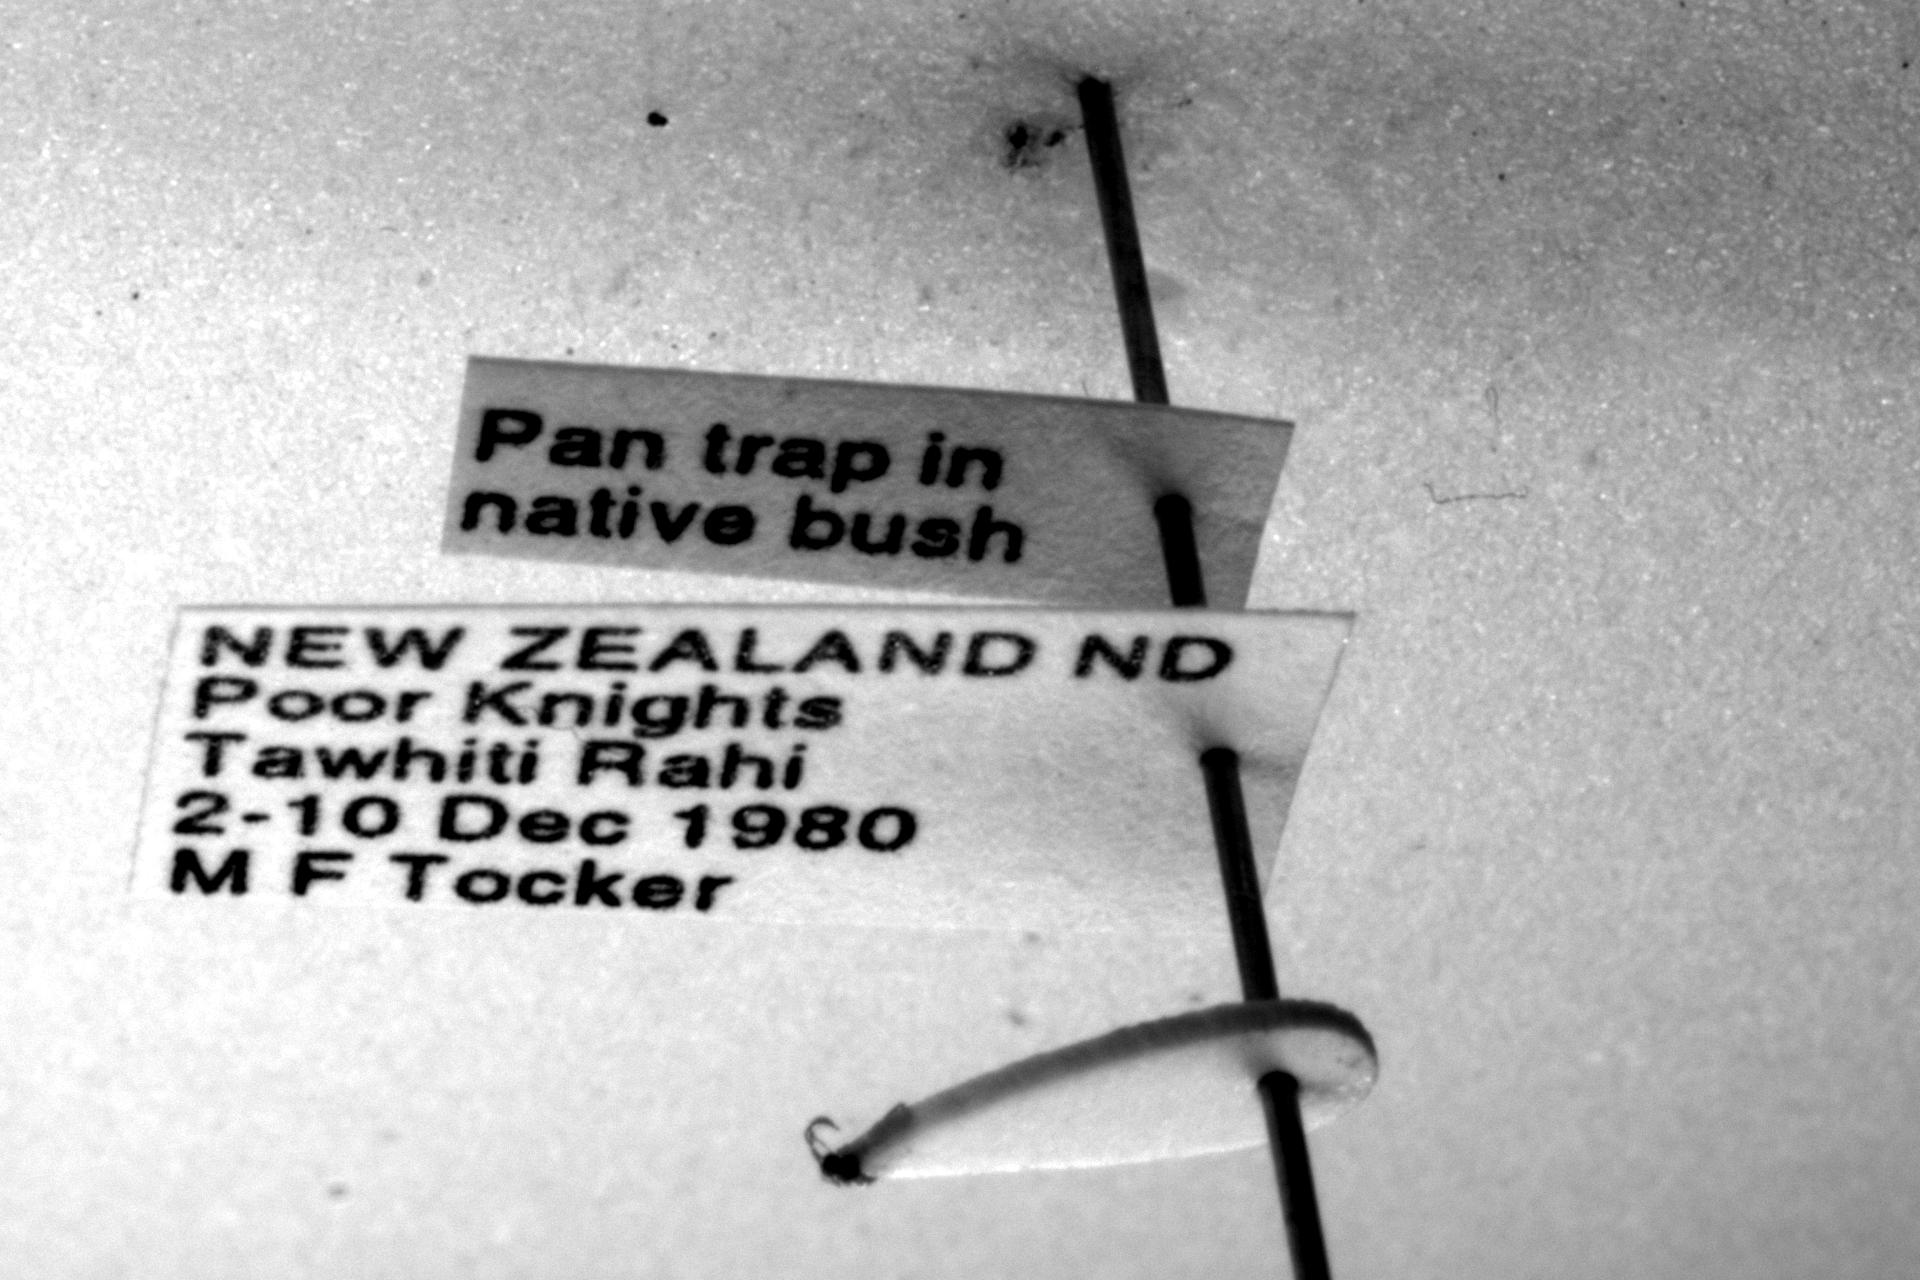 Pan trap in
native bush
NEW ZEALAND ND
Poor Knights
Tawhiti Rahi
2-10 Dec 1980
M F Tocker